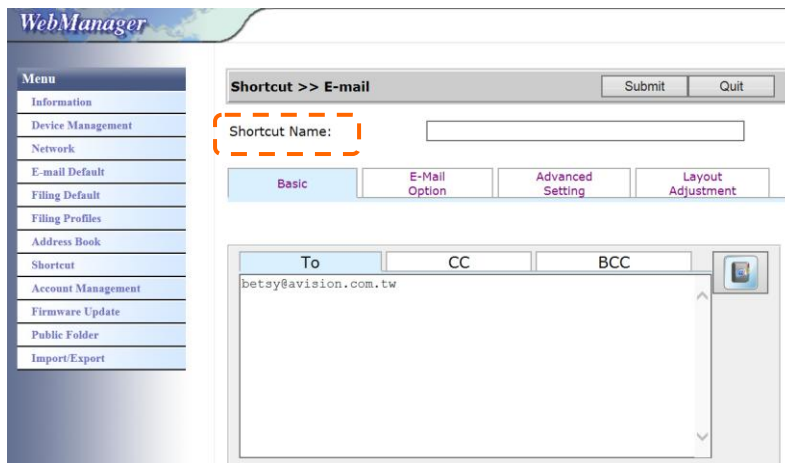 WebManager
Menu
Information
Device Management
Network
E-mail Default
Filing Default
Filing Profiles
Address Book
Shortcut
Account Management
Firmware Update
Public Folder
Import/Export
Shortcut >> E-mail
Submit
Quit
Shortcut Name:
Basic
E-Mail
Option
Advanced
Setting
Layout
Adjustment
To
CC
BCC
betsy@avision.com.tw